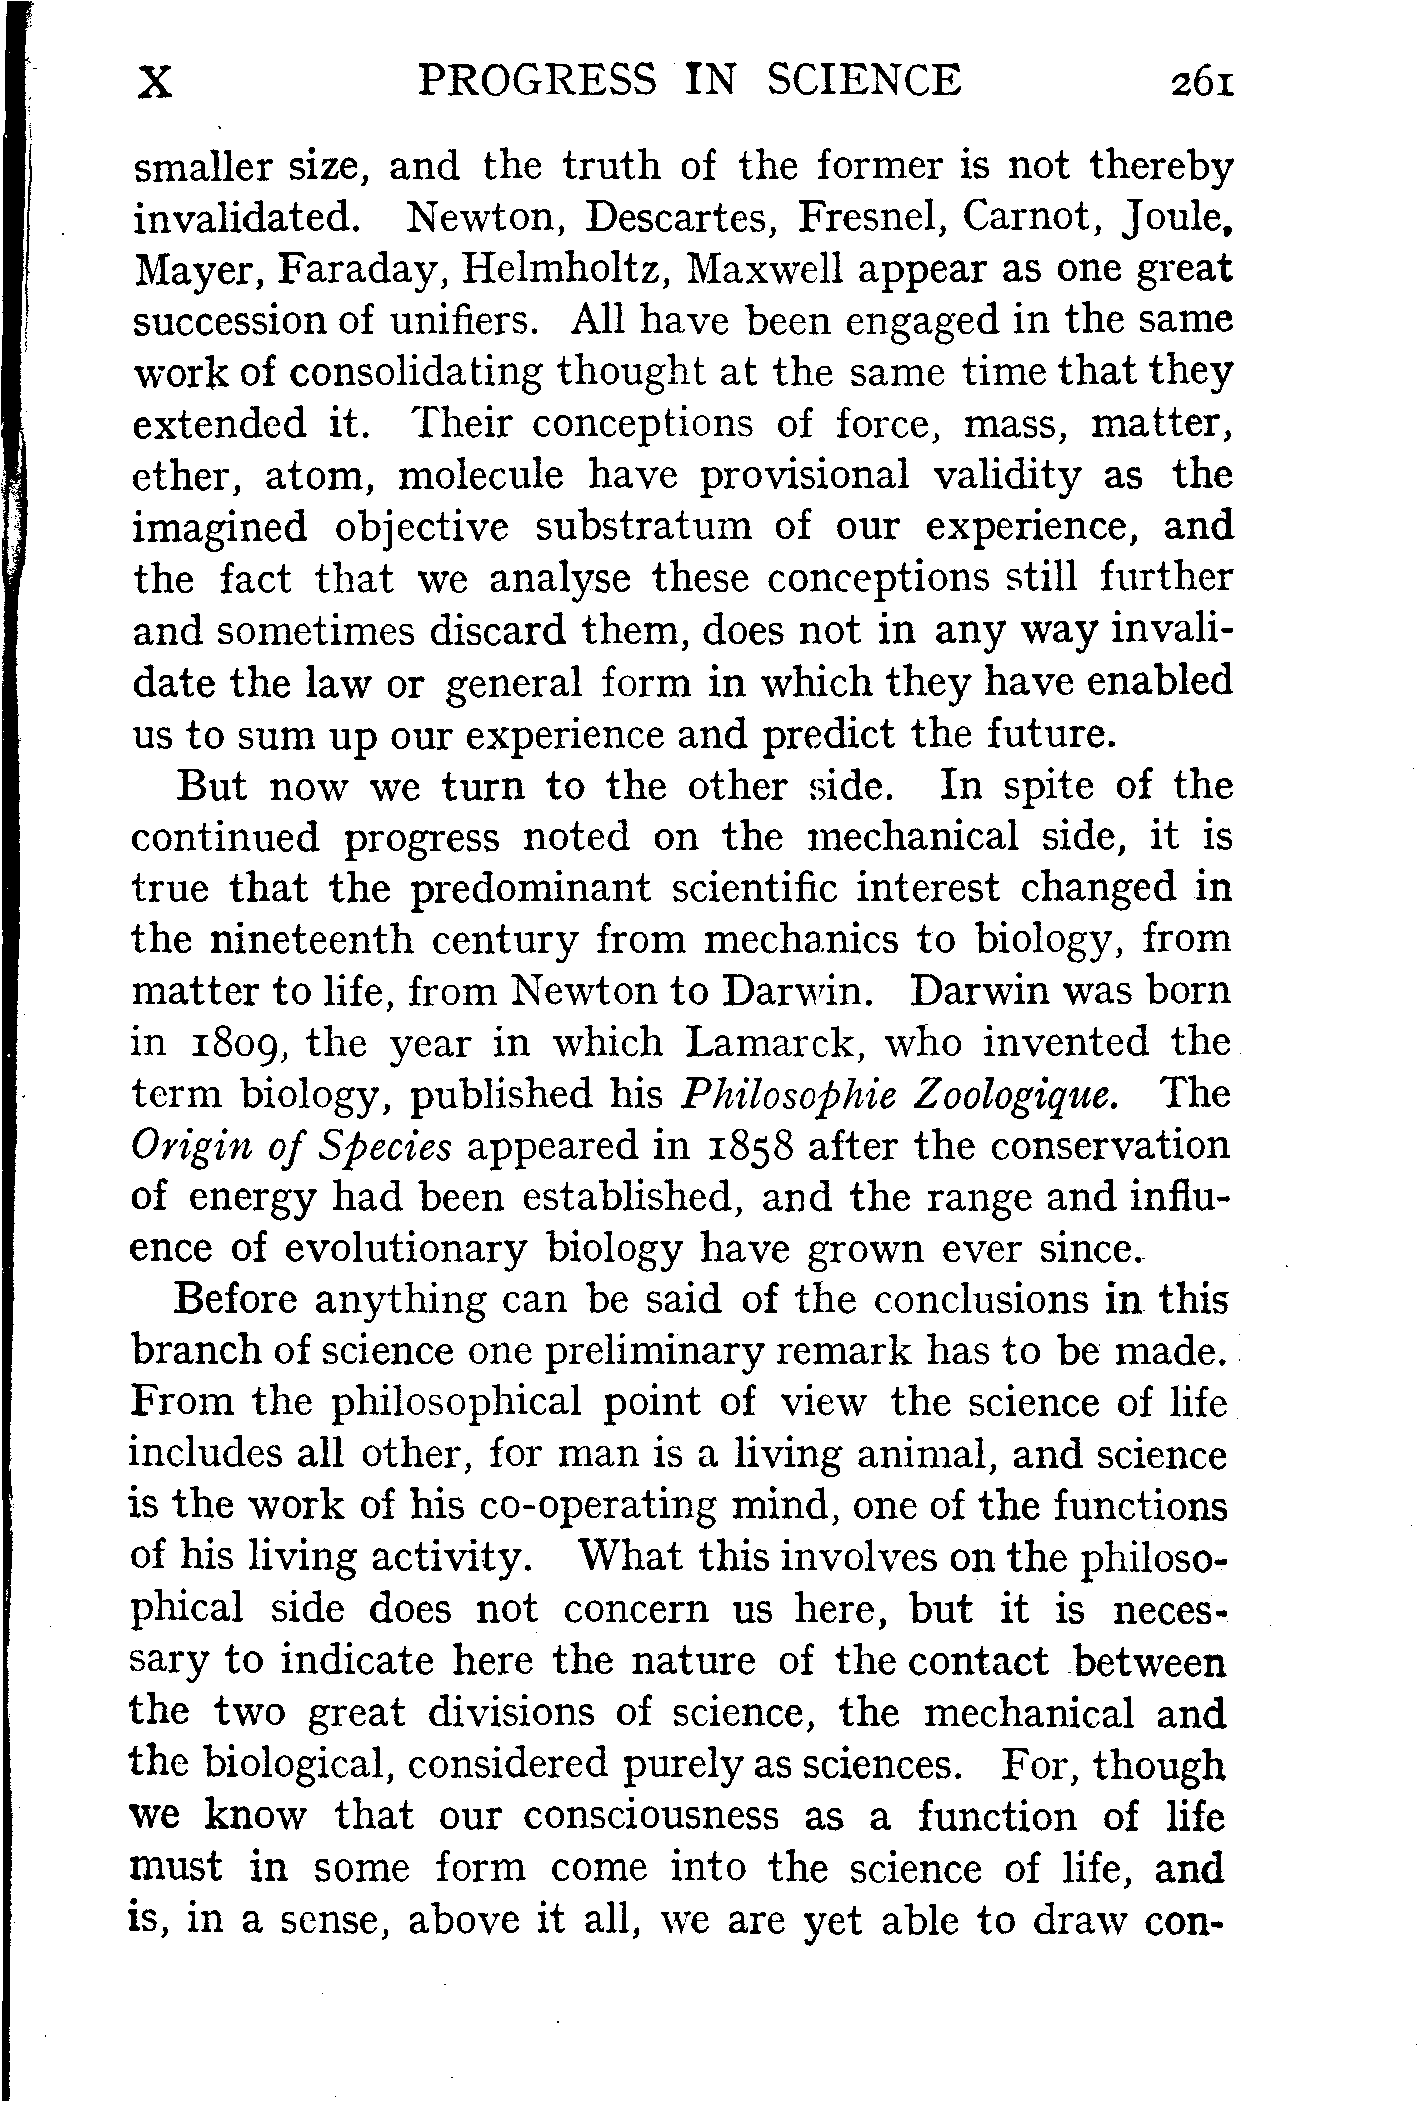 X PROGRESS IN SCIENCE 261
smaller size, and the truth of the former is not thereby
invalidated. Newton, Descartes, Fresnel, Carnot, Joule,
Mayer, Faraday, Helmholtz, Maxwell appear as one great
succession of unifiers. All have been engaged in the same
work of consolidating thought at the same time that they
extended it. Their conceptions of force, mass, matter,
ether, atom, molecule have provisional validity as the
imagined objective substratum of our experience, and
the fact that we analyse these conceptions still further
and sometimes discard them, does not in any way invali-
date the law or general form in which they have enabled
us to sum up our experience and predict the future.
But now we turn to the other side. In spite of the
continued progress noted on the mechanical side, it is
true that the predominant scientific interest changed in
the nineteenth century from mechanics to biology, from
matter to life, from Newton to Darwin. Darwin was born
in 1809, the year in which Lamarck, who invented the
term biology, published his Philosophie Zoologique. The
Origin of Species appeared in 1858 after the conservation
of energy had been established, and the range and influ-
ence of evolutionary biology have grown ever since.
Before anything can be said of the conclusions in this
branch of science one preliminary remark has to be made.
From the philosophical point of view the science of life
includes all other, for man is a living animal, and science
is the work of his co-operating mind, one of the functions
of his living activity. What this involves on the philoso-
phical side does not concern us here, but it is neces-
sary to indicate here the nature of the contact between
the two great divisions of science, the mechanical and
the biological, considered purely as sciences. For, though
we know that our consciousness as a function of life
must in some form come into the science of life, and
is, in a sense, above it all, we are yet able to draw con-